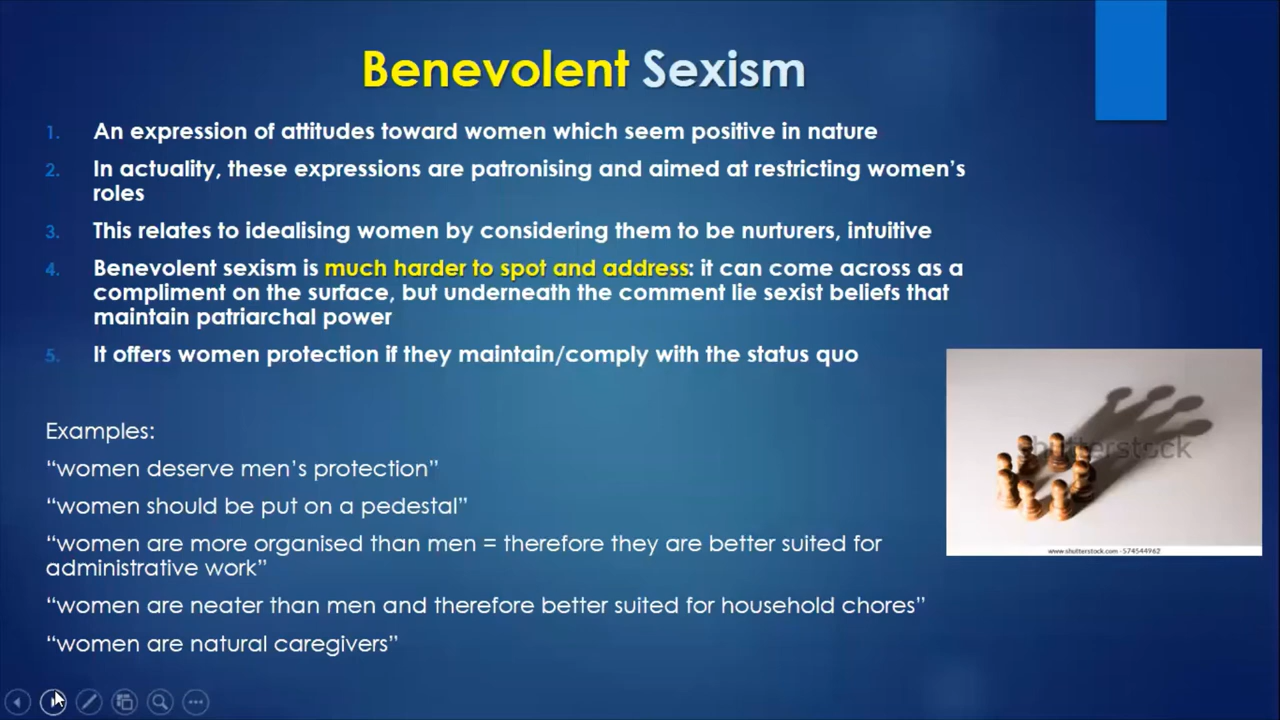 Benevolent Sexism
1. An expression of attitudes toward women which seem positive in nature
2. In actuality, these expressions are patronising and aimed at restricting women's
roles
3. This relates to idealising women by considering them to be nurturers, intuitive
4. Benevolent sexism is much harder to spot and address: it can come across as a
compliment on the surface, but underneath the comment lie sexist beliefs that
maintain patriarchal power
5. It offers women protection if they maintain/comply with the status quo
Examples:
“women deserve men’s protection”
“women should be put on a pedestal”
“women are more organised than men = therefore they are better suited for
administrative work”
“women are neater than men and therefore better suited for household chores”
“women are natural caregivers”
shutterstock
www.shutterstock.com · 574544962